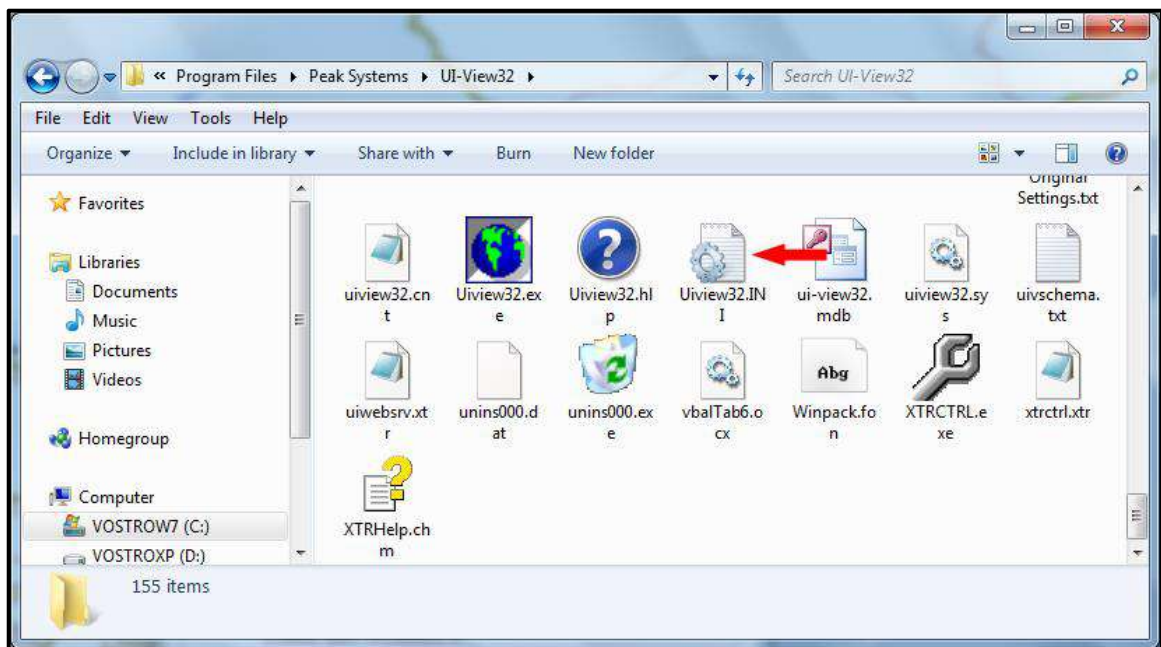 « Program Files ▸ Peak Systems ▸ UI-View32 ▸ Search UI-View32
File Edit View Tools Help
Organize ▾ Include in library ▾ Share with ▾ Burn New folder
Favorites
Libraries
Documents
Music
Pictures
Videos
Homegroup
Computer
VOSTROW7 (C:)
VOSTROXP (D:)
Original
Settings.txt
uiview32.cn
t
Uiview32.ex
e
Uiview32.hl
p
Uiview32.IN
I
ui-view32.
mdb
uiview32.sy
s
uivschema.
txt
uiwebsrv.xt
r
unins000.d
at
unins000.ex
e
vbalTab6.o
cx
Abg
Winpack.fo
n
XTRCTRL.e
xe
xtrctrl.xtr
XTRHelp.ch
m
155 items